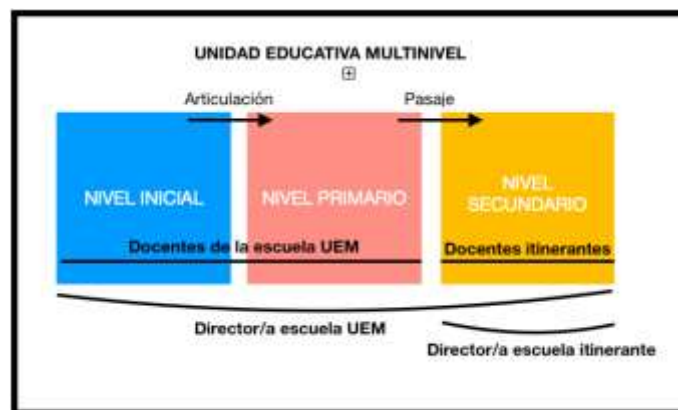 UNIDAD EDUCATIVA MULTINIVEL
Articulación
Pasaje
NIVEL INICIAL
NIVEL PRIMARIO
NIVEL
SECUNDARIO
Docentes de la escuela UEM
Docentes itinerantes
Director/a escuela UEM
Director/a escuela itinerante